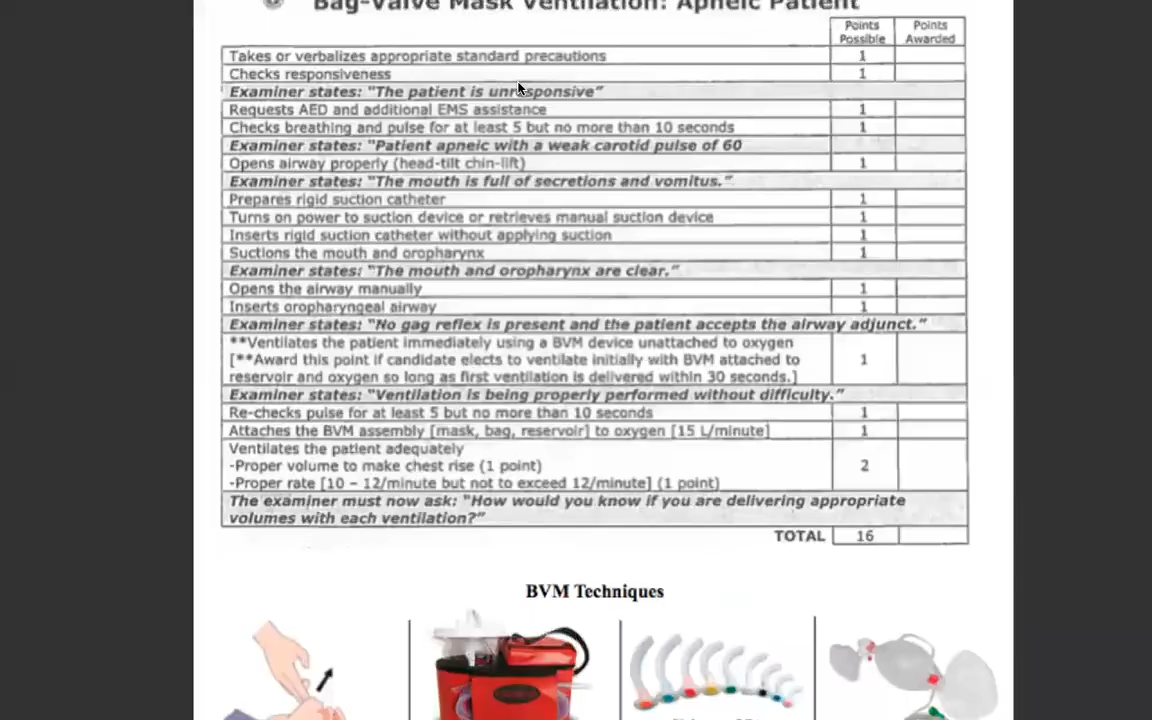 Bag-Valve Mask Ventilation: Apneic Patient
Points Possible
Points Awarded
Takes or verbalizes appropriate standard precautions 1
Checks responsiveness 1
Examiner states: "The patient is unresponsive"
Requests AED and additional EMS assistance 1
Checks breathing and pulse for at least 5 but no more than 10 seconds 1
Examiner states: "Patient apneic with a weak carotid pulse of 60
Opens airway properly (head-tilt chin-lift) 1
Examiner states: "The mouth is full of secretions and vomitus."
Prepares rigid suction catheter 1
Turns on power to suction device or retrieves manual suction device 1
Inserts rigid suction catheter without applying suction 1
Suctions the mouth and oropharynx 1
Examiner states: "The mouth and oropharynx are clear."
Opens the airway manually 1
Inserts oropharyngeal airway 1
Examiner states: "No gag reflex is present and the patient accepts the airway adjunct."
**Ventilates the patient immediately using a BVM device unattached to oxygen
[**Award this point if candidate elects to ventilate initially with BVM attached to 1
reservoir and oxygen so long as first ventilation is delivered within 30 seconds.]
Examiner states: "Ventilation is being properly performed without difficulty."
Re-checks pulse for at least 5 but no more than 10 seconds 1
Attaches the BVM assembly [mask, bag, reservoir] to oxygen [15 L/minute] 1
Ventilates the patient adequately
-Proper volume to make chest rise (1 point) 2
-Proper rate [10 – 12/minute but not to exceed 12/minute] (1 point)
The examiner must now ask: "How would you know if you are delivering appropriate
volumes with each ventilation?"
TOTAL 16
BVM Techniques